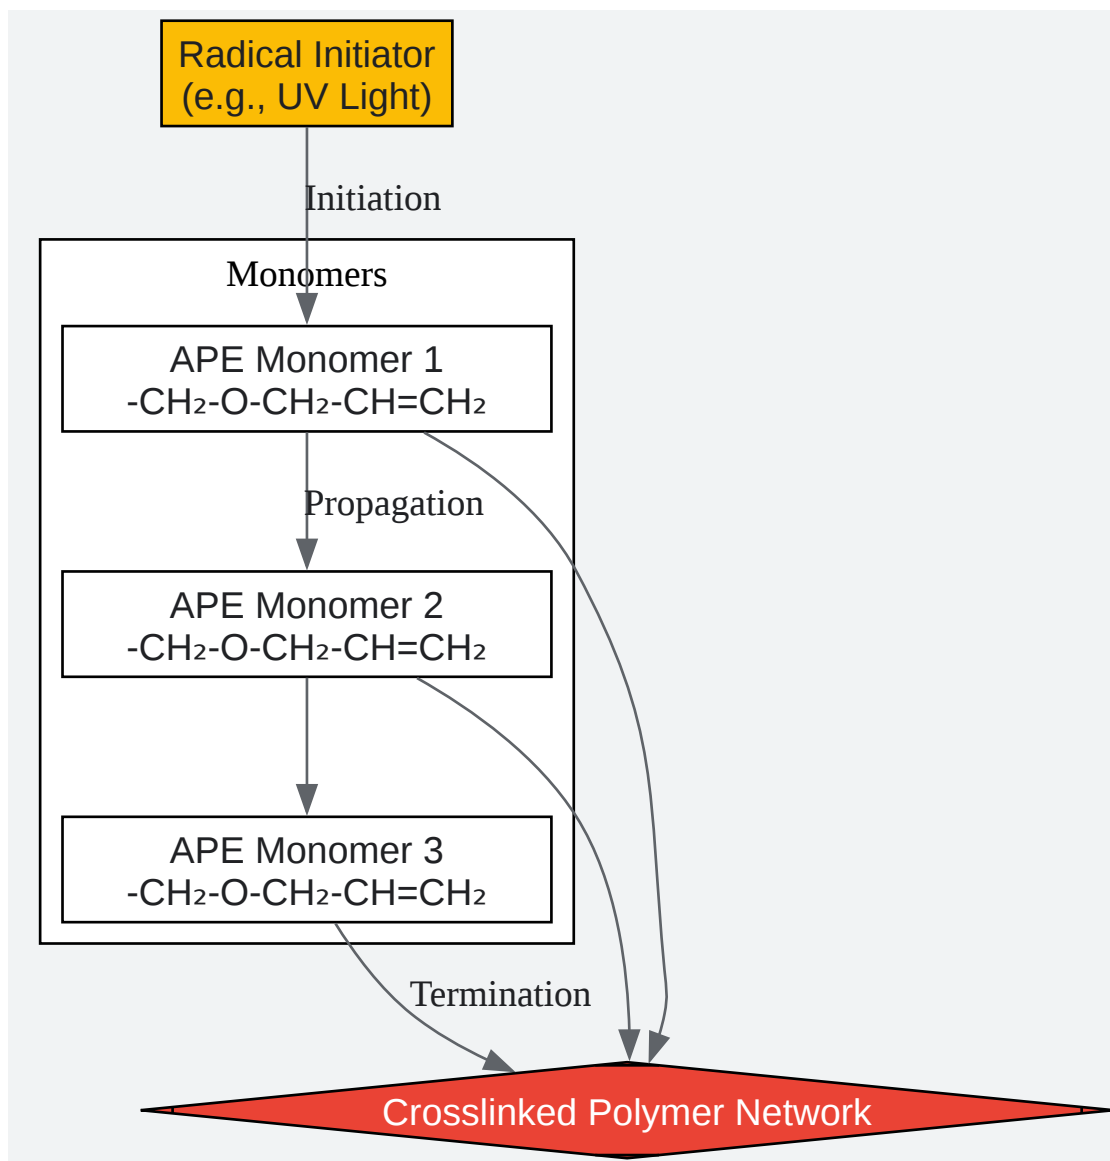 Radical Initiator
(e.g., UV Light)
Initiation
Monomers
APE Monomer 1
-CH₂-O-CH₂-CH=CH₂
Propagation
APE Monomer 2
-CH₂-O-CH₂-CH=CH₂
APE Monomer 3
-CH₂-O-CH₂-CH=CH₂
Termination
Crosslinked Polymer Network